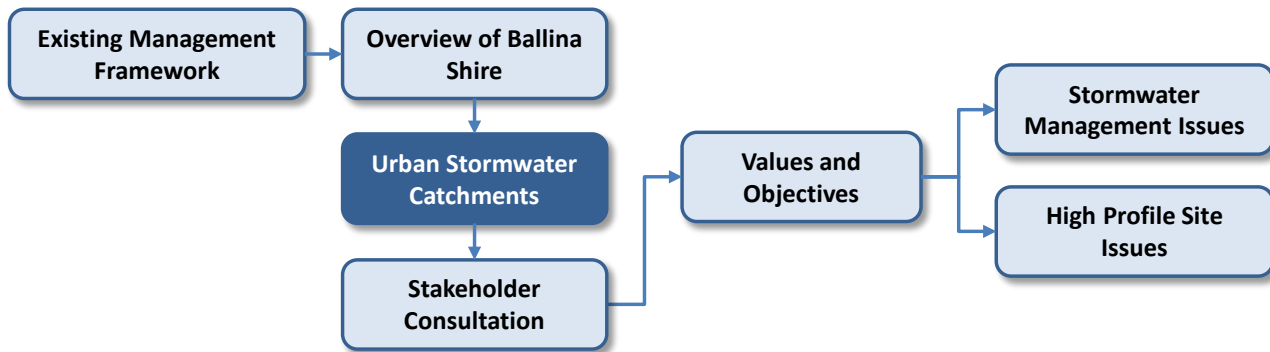 Existing Management
Framework
Overview of Ballina
Shire
Urban Stormwater
Catchments
Stakeholder
Consultation
Values and
Objectives
Stormwater
Management Issues
High Profile Site
Issues